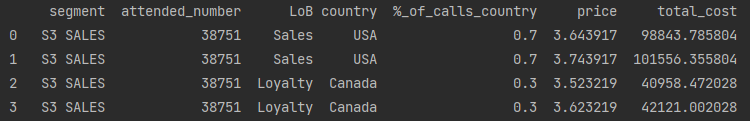 segment attended_number LoB country %_of_calls_country price total_cost
0 S3 SALES 38751 Sales USA 0.7 3.643917 98843.785804
1 S3 SALES 38751 Sales USA 0.7 3.743917 101556.355804
2 S3 SALES 38751 Loyalty Canada 0.3 3.523219 40958.472028
3 S3 SALES 38751 Loyalty Canada 0.3 3.623219 42121.002028